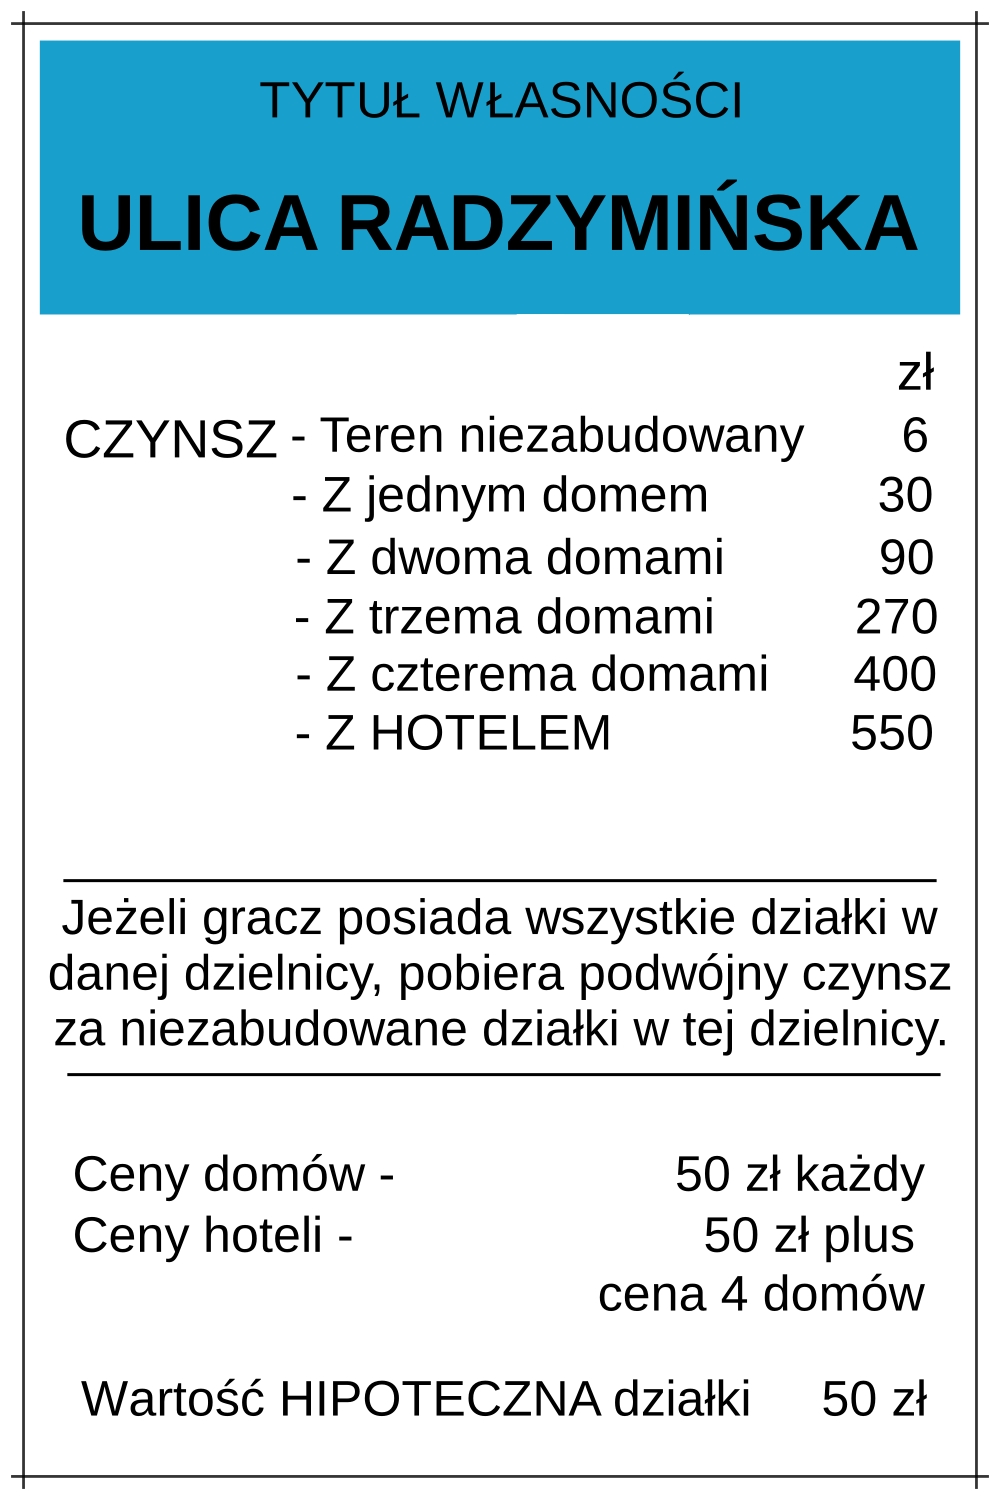 TYTUŁ WŁASNOŚCI
ULICA RADZYMIŃSKA
zł
CZYNSZ - Teren niezabudowany 6
- Z jednym domem 30
- Z dwoma domami 90
- Z trzema domami 270
- Z czterema domami 400
- Z HOTELEM 550
Jeżeli gracz posiada wszystkie działki w
danej dzielnicy, pobiera podwójny czynsz
za niezabudowane działki w tej dzielnicy.
Ceny domów - 50 zł każdy
Ceny hoteli - 50 zł plus
cena 4 domów
Wartość HIPOTECZNA działki 50 zł